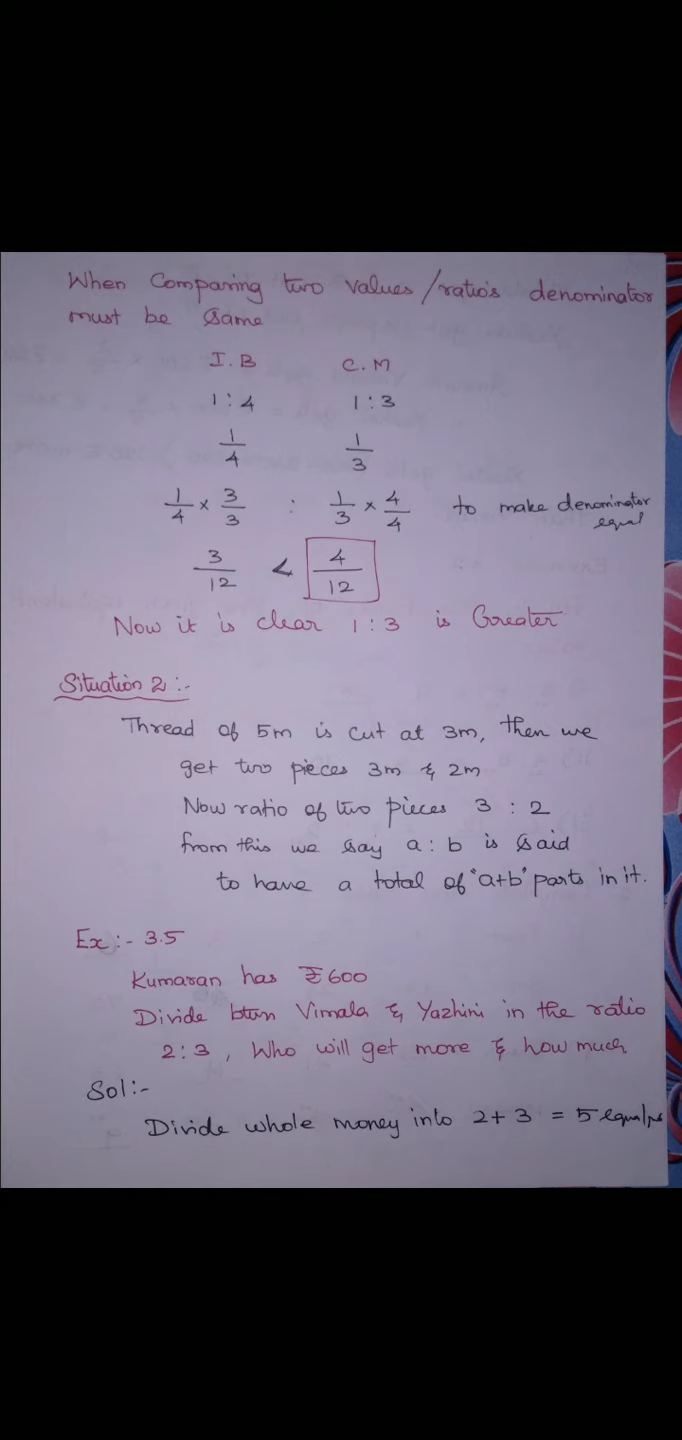 When Comparing two values/ratio's denominator
must be Same
I.B C.M
1:4 1:3
1/4 1/3
1/4 × 3/3 : 1/3 × 4/4 to make denominator
equal
3/12 < 4/12
Now it is clear 1:3 is Greater
Situation 2:-
Thread of 5m is cut at 3m, then we
get two pieces 3m & 2m
Now ratio of two pieces 3:2
from this we say a:b is said
to have a total of "a+b" parts in it.
Ex:- 3.5
Kumaran has ₹600
Divide btwn Vimala & Yazhini in the ratio
2:3, Who will get more & how much
Sol:-
Divide whole money into 2+3 = 5 equal